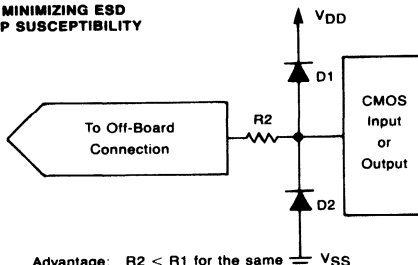 MINIMIZING ESD
P SUSCEPTIBILITY
VDD
D1
CMOS
Input
or
Output
R2
To Off-Board
Connection
D2
VSS
Advantage: R2 < R1 for the same